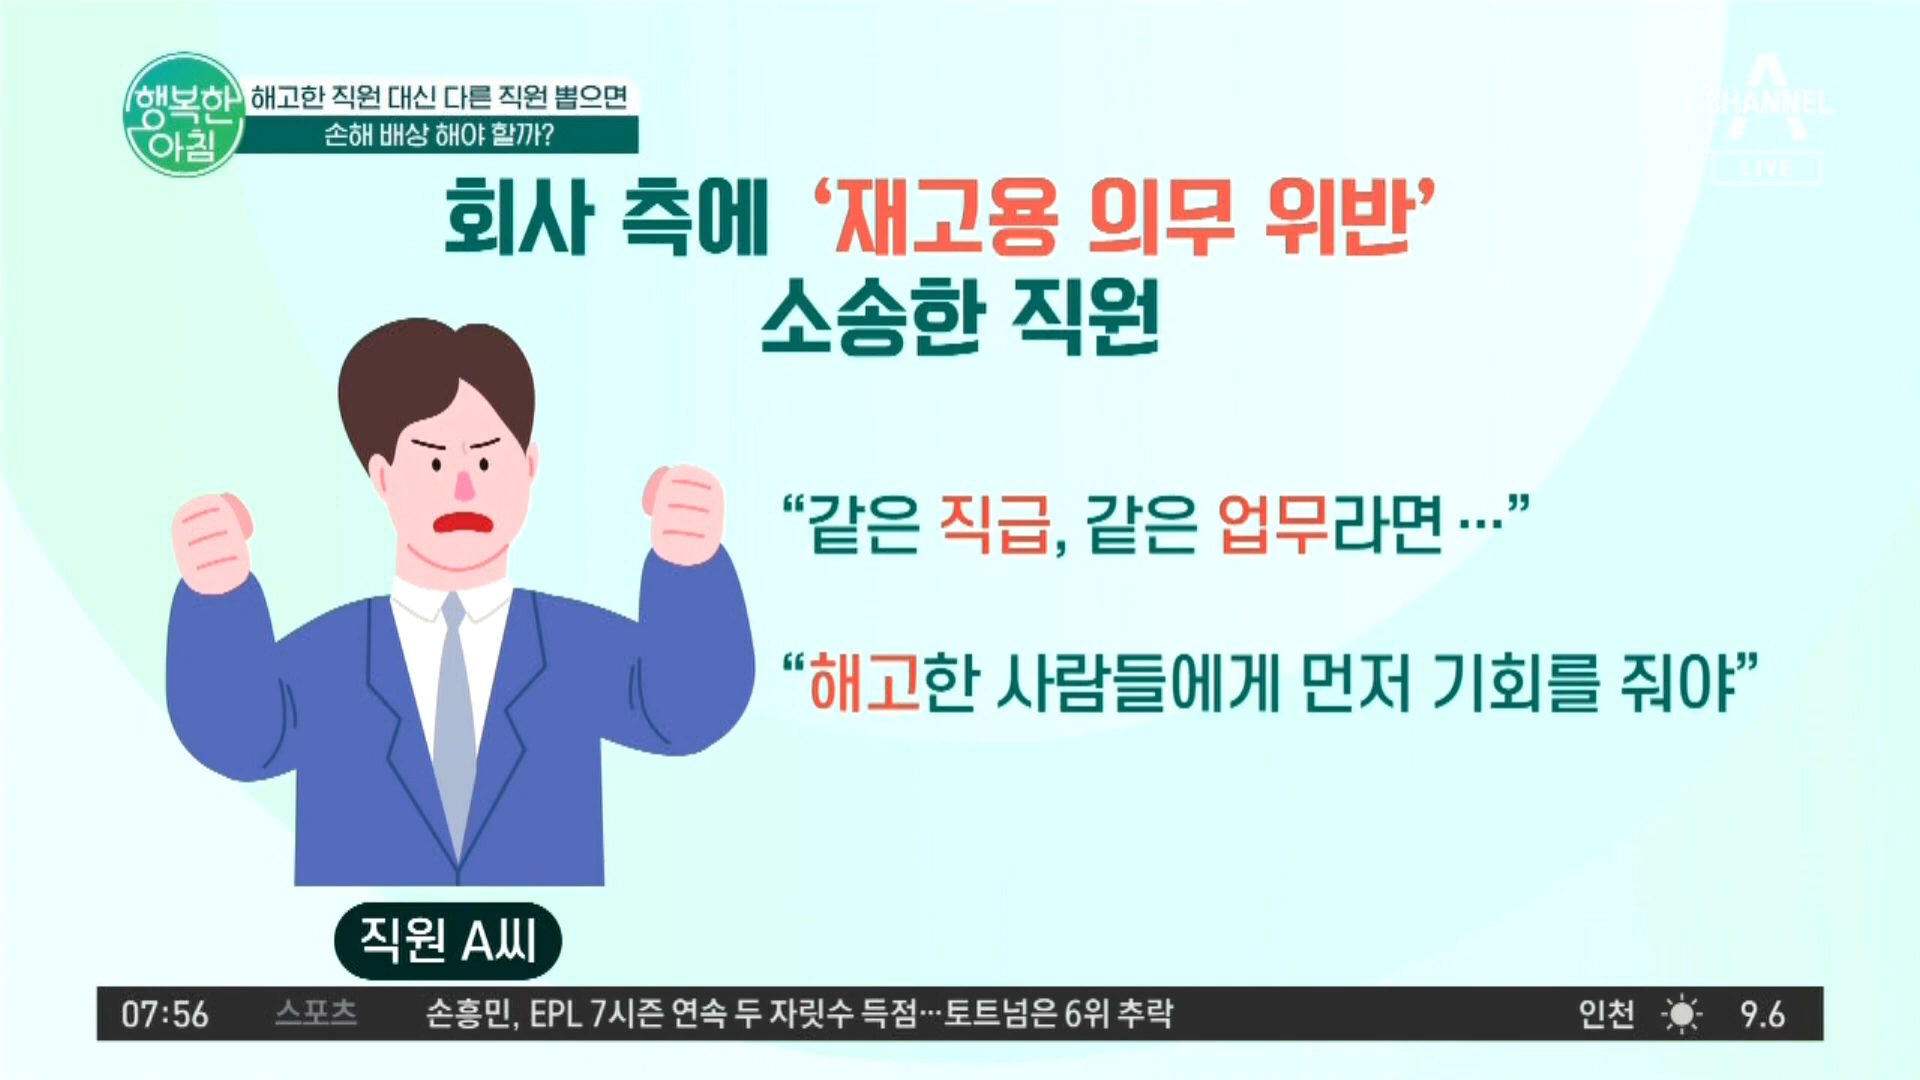 행복한
아침
해고한 직원 대신 다른 직원 뽑으면
손해 배상 해야 할까?
CHANNEL A
LIVE
회사 측에 ‘재고용 의무 위반’
소송한 직원
“같은 직급, 같은 업무라면…”
“해고한 사람들에게 먼저 기회를 줘야”
직원 A씨
07:56 스포츠 손흥민, EPL 7시즌 연속 두 자릿수 득점…토트넘은 6위 추락 인천 9.6